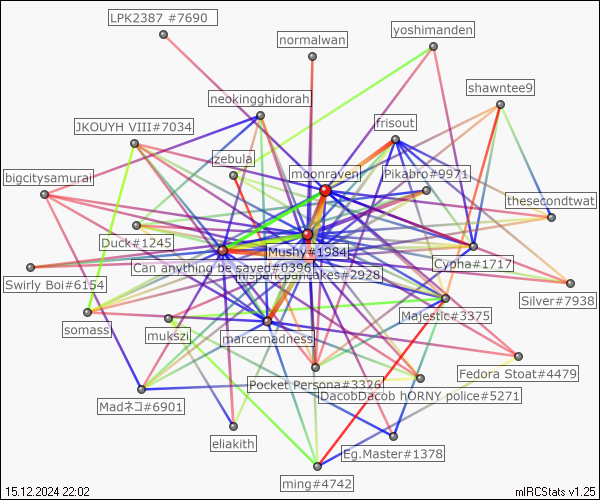 LPK2387 #7690
normalwan
yoshimanden
shawntee9
neokingghidorah
JKOUYH VIII#7034
frisout
zebula
moonraven
Pikabro#9971
bigcitysamurai
thesecondtwat
Duck#1245
Mushy#1984
Can anything be saved#0396
Cypha#1717
Swirly Boi#6154
Silver#7938
somass
mukszi
marcemadness
Majestic#3375
Fedora Stoat#4479
Pocket Persona#3326
DacobDacob hORNY police#5271
Madネコ#6901
eliakith
Eg.Master#1378
ming#4742
15.12.2024 22:02
mIRCStats v1.25